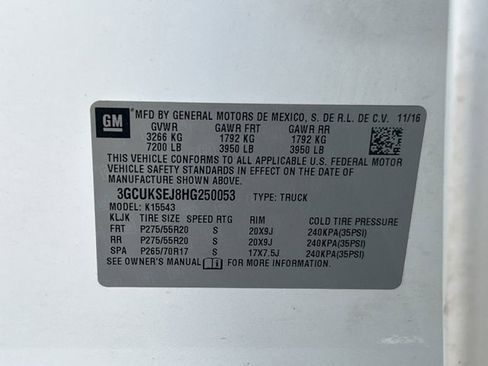 GM MFD BY GENERAL MOTORS DE MEXICO, S. DE R.L. DE C.V. 11/16
GVWR GAWR FRT GAWR RR
3266 KG 1792 KG 1792 KG
7200 LB 3950 LB 3950 LB
THIS VEHICLE CONFORMS TO ALL APPLICABLE U.S. FEDERAL MOTOR
VEHICLE SAFETY STANDARDS IN EFFECT ON THE DATE OF
MANUFACTURE SHOWN ABOVE.
3GCUKSEJ8HG250053 TYPE: TRUCK
MODEL: K15543
KLJK TIRE SIZE SPEED RTG RIM COLD TIRE PRESSURE
FRT P275/55R20 S 20X9J 240KPA(35PSI)
RR P275/55R20 S 20X9J 240KPA(35PSI)
SPA P265/70R17 S 17X7.5J 240KPA(35PSI)
SEE OWNER'S MANUAL FOR MORE INFORMATION.